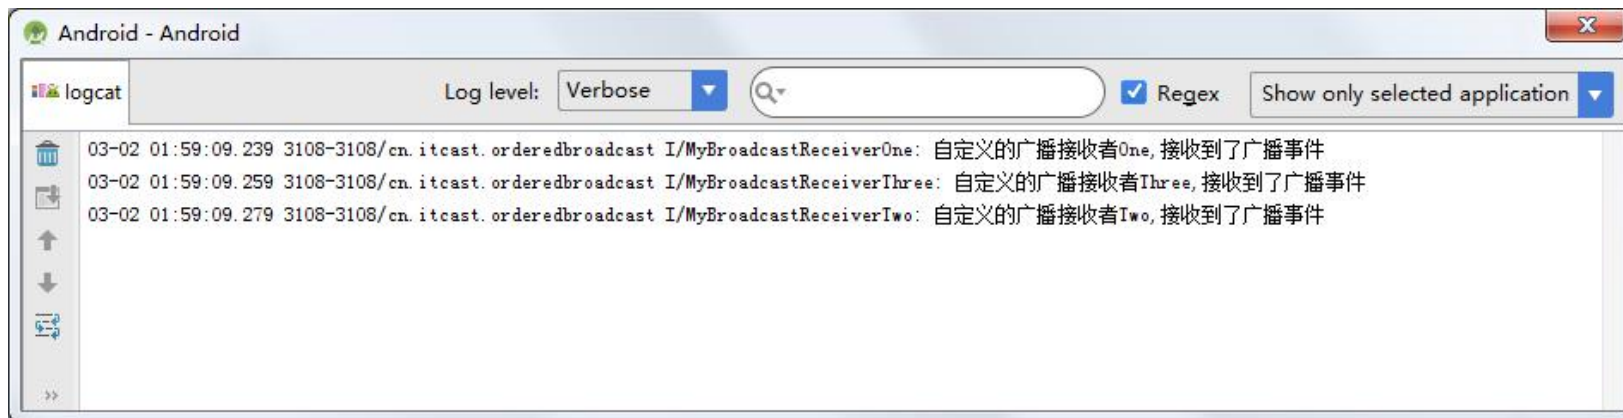 Android - Android
logcat
Log level: Verbose
Regex
Show only selected application
03-02 01:59:09.239 3108-3108/cn.itcast.orderedbroadcast I/MyBroadcastReceiverOne: 自定义的广播接收者One,接收到了广播事件
03-02 01:59:09.259 3108-3108/cn.itcast.orderedbroadcast I/MyBroadcastReceiverThree: 自定义的广播接收者Three,接收到了广播事件
03-02 01:59:09.279 3108-3108/cn.itcast.orderedbroadcast I/MyBroadcastReceiverTwo: 自定义的广播接收者Two,接收到了广播事件